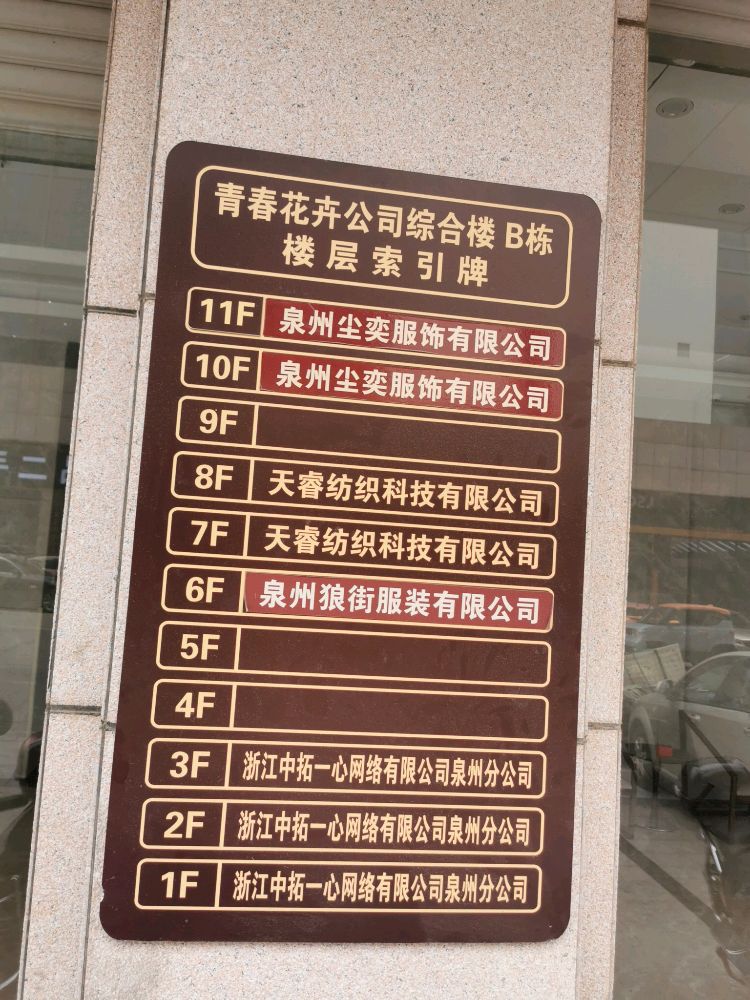 青春花卉公司综合楼 B栋
楼层索引牌
11F 泉州尘奕服饰有限公司
10F 泉州尘奕服饰有限公司
9F
8F 天睿纺织科技有限公司
7F 天睿纺织科技有限公司
6F 泉州狼街服装有限公司
5F
4F
3F 浙江中拓一心网络有限公司泉州分公司
2F 浙江中拓一心网络有限公司泉州分公司
1F 浙江中拓一心网络有限公司泉州分公司